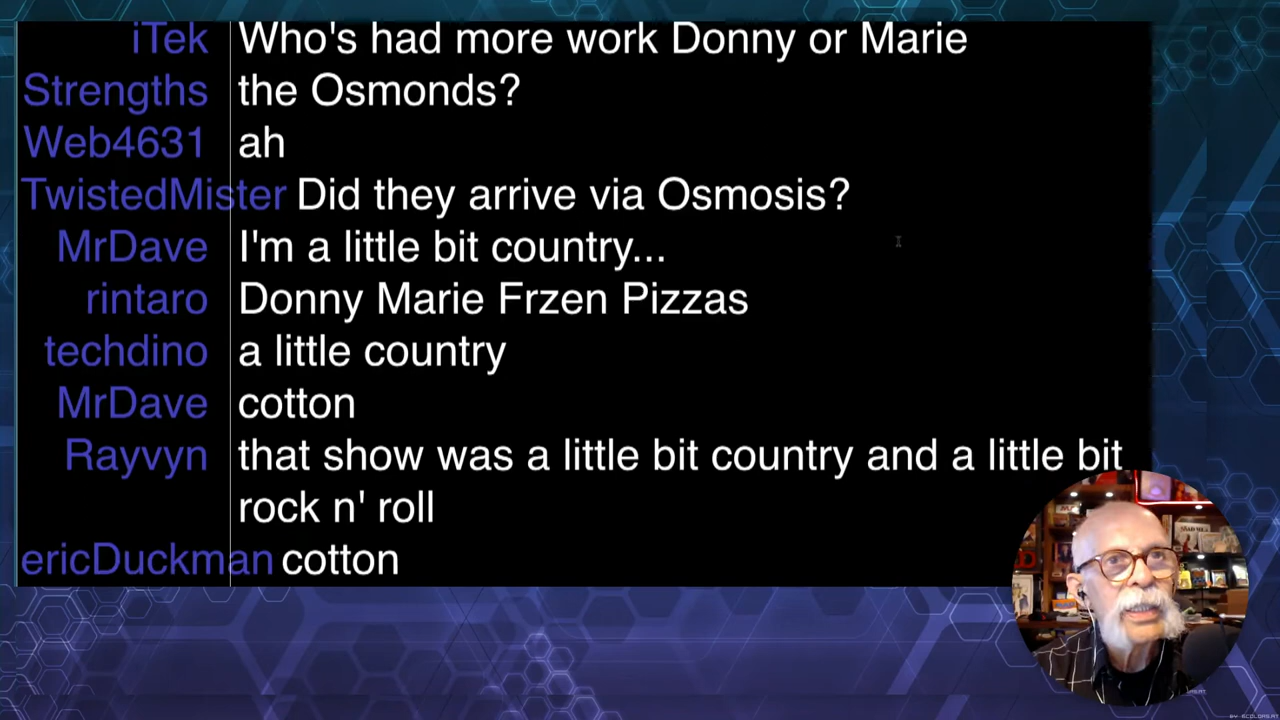 iTek Who's had more work Donny or Marie
Strengths the Osmonds?
Web4631 ah
TwistedMister Did they arrive via Osmosis?
MrDave I'm a little bit country...
rintaro Donny Marie Frzen Pizzas
techdino a little country
MrDave cotton
Rayvyn that show was a little bit country and a little bit
rock n' roll
ericDuckman cotton